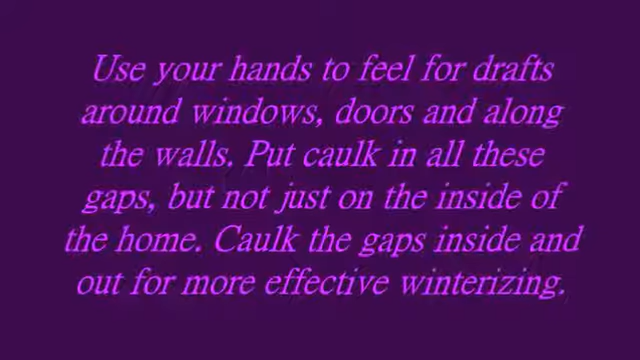 Use your hands to feel for drafts
around windows, doors and along
the walls. Put caulk in all these
gaps, but not just on the inside of
the home. Caulk the gaps inside and
out for more effective winterizing.